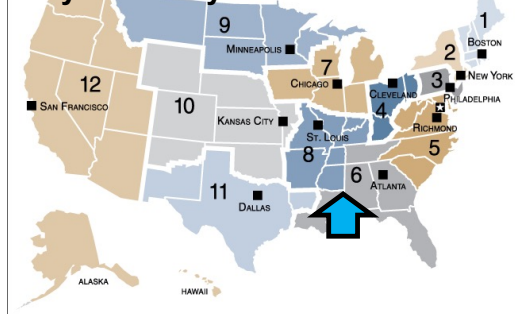 1
BOSTON
9
MINNEAPOLIS
2
7
NEW YORK
CHICAGO
3
CLEVELAND
PHILADELPHIA
12
SAN FRANCISCO
10
4
KANSAS CITY
ST. LOUIS
RICHMOND
5
8
6
ATLANTA
11
DALLAS
ALASKA
HAWAII